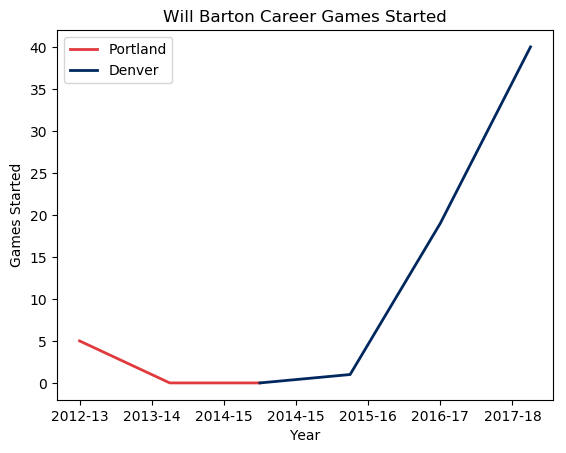 Will Barton Career Games Started
Portland
Denver
40
35
30
25
20
15
10
5
0
Games Started
2012-13 2013-14 2014-15 2014-15 2015-16 2016-17 2017-18
Year